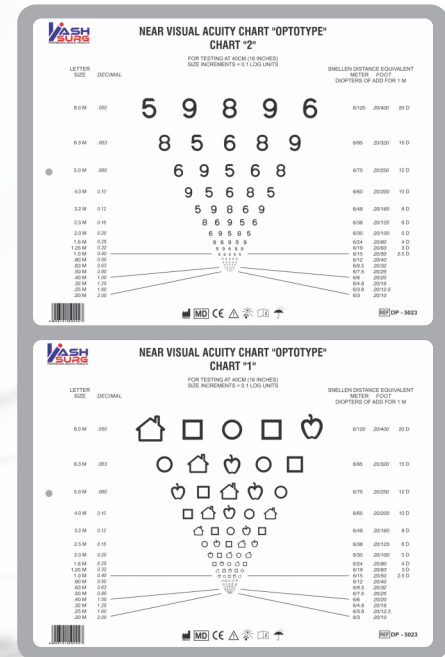 VASH
SURG
NEAR VISUAL ACUITY CHART "OPTOTYPE"
CHART "2"
FOR TESTING AT 40CM (16 INCHES)
SIZE INCREMENTS = 0.1 LOG UNITS
LETTER
SIZE DECIMAL
SNELLEN DISTANCE EQUIVALENT
METER FOOT
DIOPTERS OF ADD FOR 1 M
8.0 M .050 5 9 8 9 6 6/120 20/400 20 D
6.3 M .063 8 5 6 8 9 6/95 20/320 15 D
5.0 M .080 6 9 5 6 8 6/75 20/250 12 D
4.0 M 0.10 9 5 6 8 5 6/60 20/200 10 D
3.2 M 0.12 5 9 8 6 9 6/48 20/160 8 D
2.5 M 0.16 8 6 9 5 6 6/38 20/125 6 D
2.0 M 0.20 6 9 5 8 5 6/30 20/100 5 D
1.6 M 0.25 9 6 8 5 9 6/24 20/80 4 D
1.25 M 0.32 6/19 20/63 3 D
1.0 M 0.40 6/15 20/50 2.5 D
.80 M 0.50 6/12 20/40
.63 M 0.63 6/9.5 20/32
.50 M 0.80 6/7.5 20/25
.40 M 1.00 6/6 20/20
.32 M 1.25 6/4.8 20/16
.25 M 1.60 6/3.8 20/12.5
.20 M 2.00 6/3 20/10
MD CE REF DP - 5023
VASH
SURG
NEAR VISUAL ACUITY CHART "OPTOTYPE"
CHART "1"
FOR TESTING AT 40CM (16 INCHES)
SIZE INCREMENTS = 0.1 LOG UNITS
LETTER
SIZE DECIMAL
SNELLEN DISTANCE EQUIVALENT
METER FOOT
DIOPTERS OF ADD FOR 1 M
8.0 M .050 6/120 20/400 20 D
6.3 M .063 6/95 20/320 15 D
5.0 M .080 6/75 20/250 12 D
4.0 M 0.10 6/60 20/200 10 D
3.2 M 0.12 6/48 20/160 8 D
2.5 M 0.16 6/38 20/125 6 D
2.0 M 0.20 6/30 20/100 5 D
1.6 M 0.25 6/24 20/80 4 D
1.25 M 0.32 6/19 20/63 3 D
1.0 M 0.40 6/15 20/50 2.5 D
.80 M 0.50 6/12 20/40
.63 M 0.63 6/9.5 20/32
.50 M 0.80 6/7.5 20/25
.40 M 1.00 6/6 20/20
.32 M 1.25 6/4.8 20/16
.25 M 1.60 6/3.8 20/12.5
.20 M 2.00 6/3 20/10
MD CE REF DP - 5023